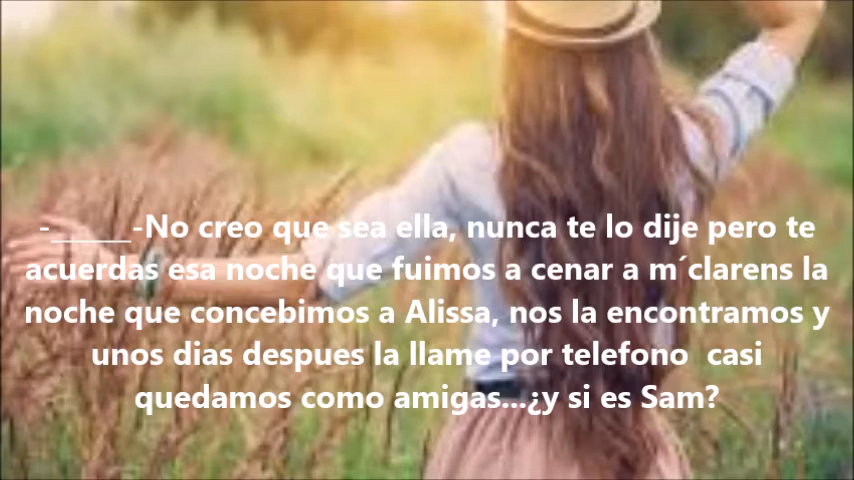 -______-No creo que sea ella, nunca te lo dije pero te
acuerdas esa noche que fuimos a cenar a m´clarens la
noche que concebimos a Alissa, nos la encontramos y
unos dias despues la llame por telefono  casi
quedamos como amigas...¿y si es Sam?